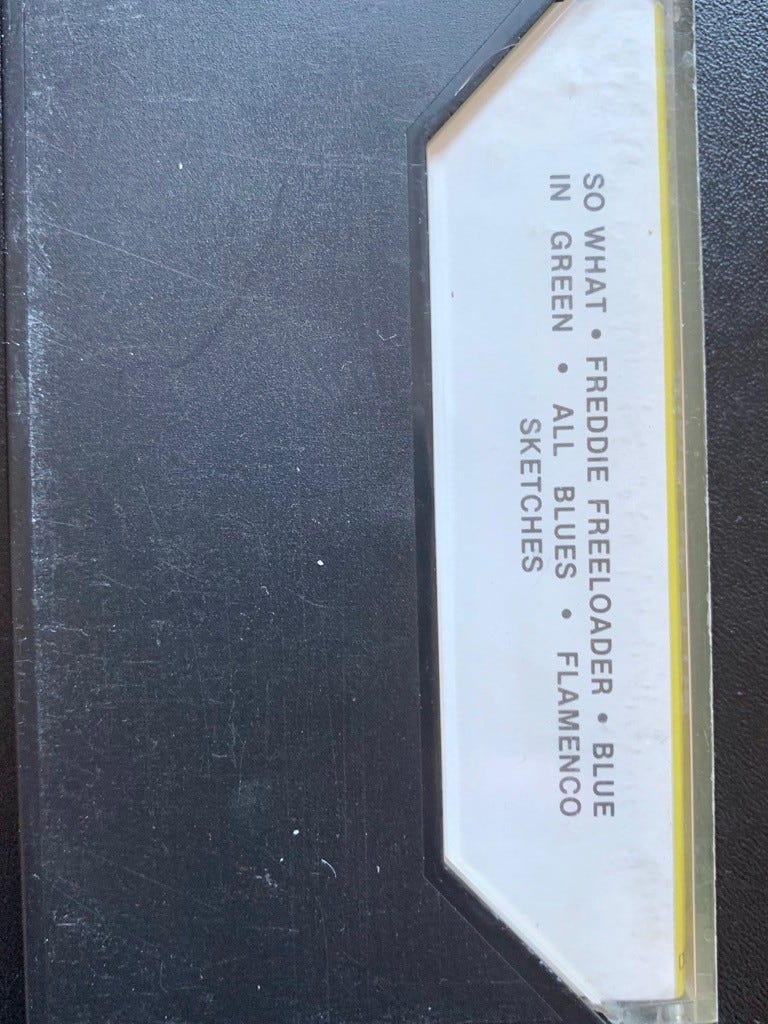 SO WHAT • FREDDIE FREELOADER • BLUE
IN GREEN • ALL BLUES • FLAMENCO
SKETCHES